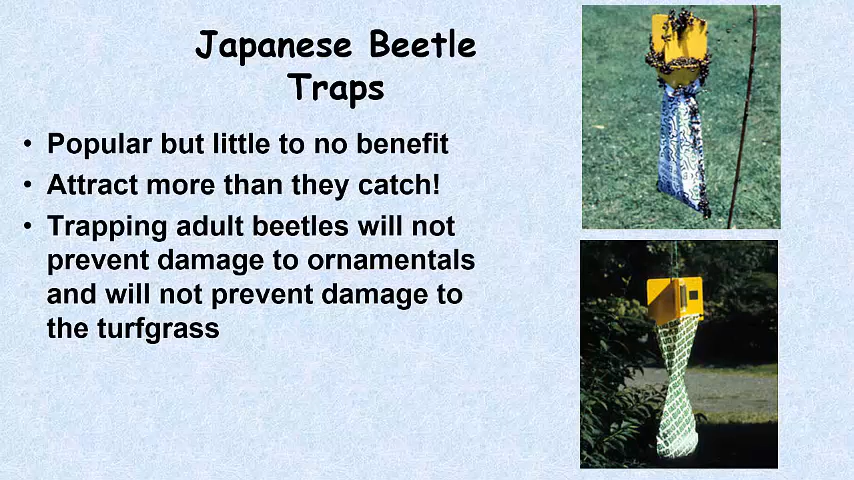 Japanese Beetle
Traps
• Popular but little to no benefit
• Attract more than they catch!
• Trapping adult beetles will not
prevent damage to ornamentals
and will not prevent damage to
the turfgrass